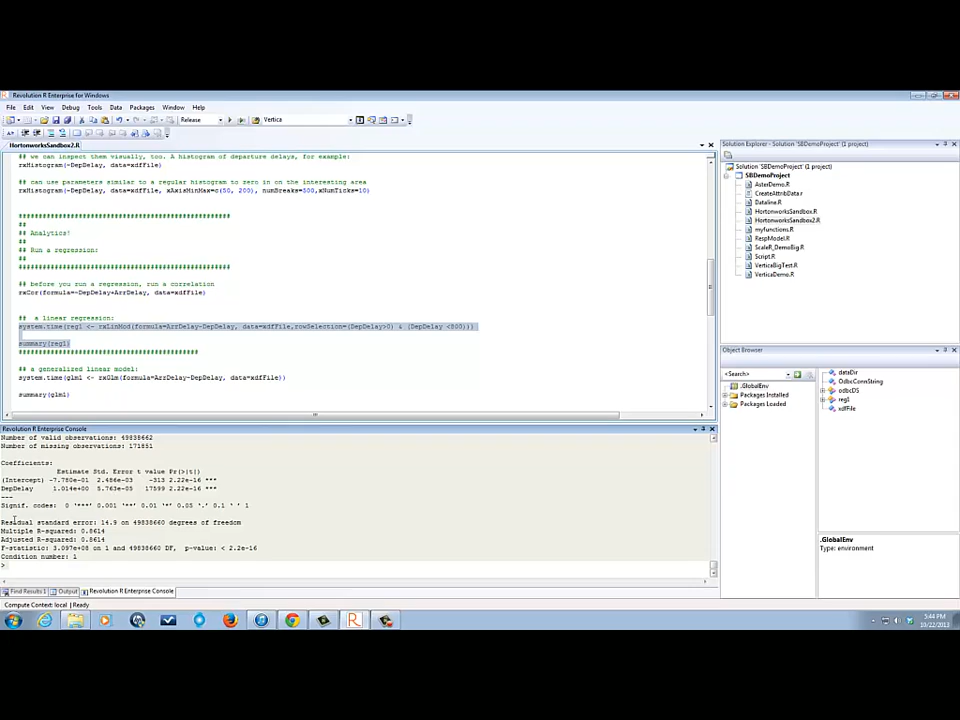 Revolution R Enterprise for Windows
File Edit View Debug Tools Data Packages Window Help
Release Vertica
HortonworksSandbox2.R
## we can inspect them visually, too. A histogram of departure delays, for example:
rxHistogram(~DepDelay, data=xdfFile)
## can use parameters similar to a regular histogram to zero in on the interesting area
rxHistogram(~DepDelay, data=xdfFile, xAxisMinMax=c(50, 200), numBreaks=500,xNumTicks=10)
#####################################################
##
## Analytics!
##
## Run a regression:
##
#####################################################
## before you run a regression, run a correlation
rxCor(formula=~DepDelay+ArrDelay, data=xdfFile)
## a linear regression:
system.time(reg1 <- rxLinMod(formula=ArrDelay~DepDelay, data=xdfFile,rowSelection=(DepDelay>0) & (DepDelay <800)))
summary(reg1)
#############################################
## a generalized linear model:
system.time(glm1 <- rxGlm(formula=ArrDelay~DepDelay, data=xdfFile))
summary(glm1)
Revolution R Enterprise Console
Number of valid observations: 49838662
Number of missing observations: 171851
Coefficients:
Estimate Std. Error t value Pr(>|t|)
(Intercept) -7.780e-01 2.486e-03 -313 2.22e-16 ***
DepDelay 1.014e+00 5.763e-05 17599 2.22e-16 ***
---
Signif. codes: 0 '***' 0.001 '**' 0.01 '*' 0.05 '.' 0.1 ' ' 1
Residual standard error: 14.9 on 49838660 degrees of freedom
Multiple R-squared: 0.8614
Adjusted R-squared: 0.8614
F-statistic: 3.097e+08 on 1 and 49838660 DF, p-value: < 2.2e-16
Condition number: 1
>
Find Results 1 Output Revolution R Enterprise Console
Compute Context: local | Ready
Solution Explorer - Solution 'SBDemoProject' (1 project)
Solution 'SBDemoProject' (1 project)
SBDemoProject
AsterDemo.R
CreateAttribData.r
Dataline.R
HortonworksSandbox.R
HortonworksSandbox2.R
myfunctions.R
RespModel.R
ScaleR_DemoBig.R
Script.R
VerticaBigTest.R
VerticaDemo.R
Object Browser
<Search>
.GlobalEnv
Packages Installed
Packages Loaded
dataDir
OdbcConnString
odbcDS
reg1
xdfFile
.GlobalEnv
Type: environment
5:44 PM
10/22/2013